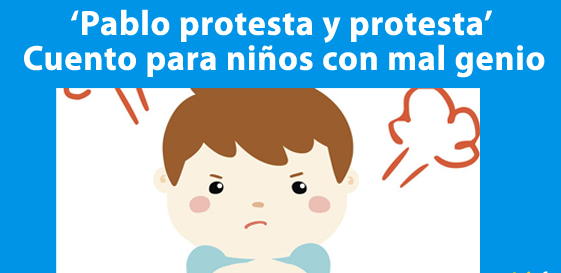 ‘Pablo protesta y protesta’
Cuento para niños con mal genio